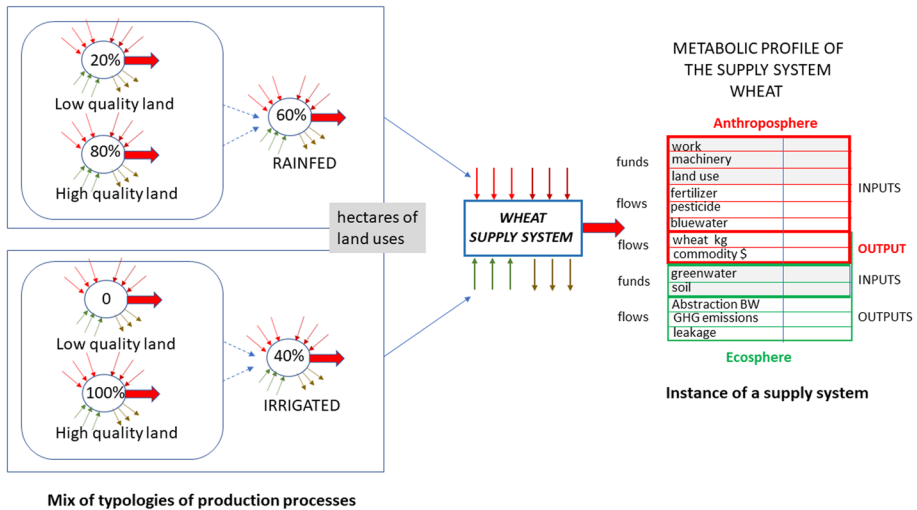 20%
Low quality land
80%
High quality land
60%
RAINFED
hectares of
land uses
0
Low quality land
100%
High quality land
40%
IRRIGATED
Mix of typologies of production processes
WHEAT
SUPPLY SYSTEM
METABOLIC PROFILE OF
THE SUPPLY SYSTEM
WHEAT
Anthroposphere
funds
work
machinery
land use
flows
fertilizer
pesticide
bluewater
INPUTS
flows
wheat kg
commodity $
OUTPUT
funds
greenwater
soil
INPUTS
flows
Abstraction BW
GHG emissions
leakage
OUTPUTS
Ecosphere
Instance of a supply system